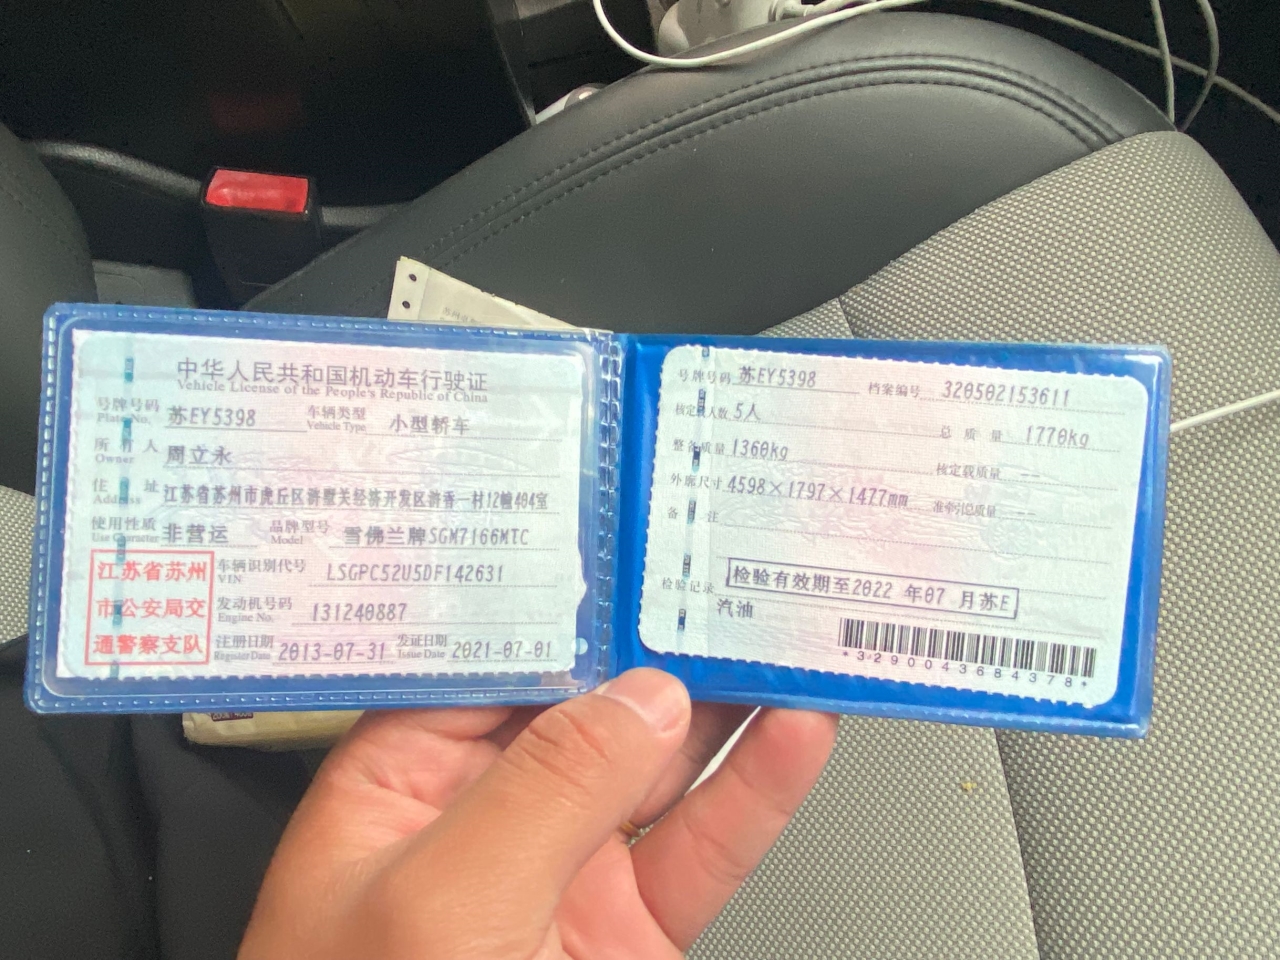 中华人民共和国机动车行驶证
Vehicle License of the People's Republic of China
号牌号码 苏EY5398 车辆类型 小型轿车
Plate No. Vehicle Type
所有人 周立永
Owner
住址 江苏省苏州市虎丘区浒墅关经济开发区浒香一村12幢404室
Address
使用性质 非营运 品牌型号 雪佛兰牌SGM7166MTC
Use Character Model
江苏省苏州
市公安局交
通警察支队
车辆识别代号 LSGPC52U5DF142631
VIN
发动机号码 131240887
Engine No.
注册日期 2013-07-31 发证日期 2021-07-01
Register Date Issue Date
号牌号码 苏EY5398 档案编号 320502153611
核定载人数 5人 总质量 1770kg
整备质量 1360kg 核定载质量 --
外廓尺寸 4598×1797×1477mm 准牵引总质量 --
备注
检验记录 检验有效期至2022 年07 月苏E
汽油
*3290043684378*